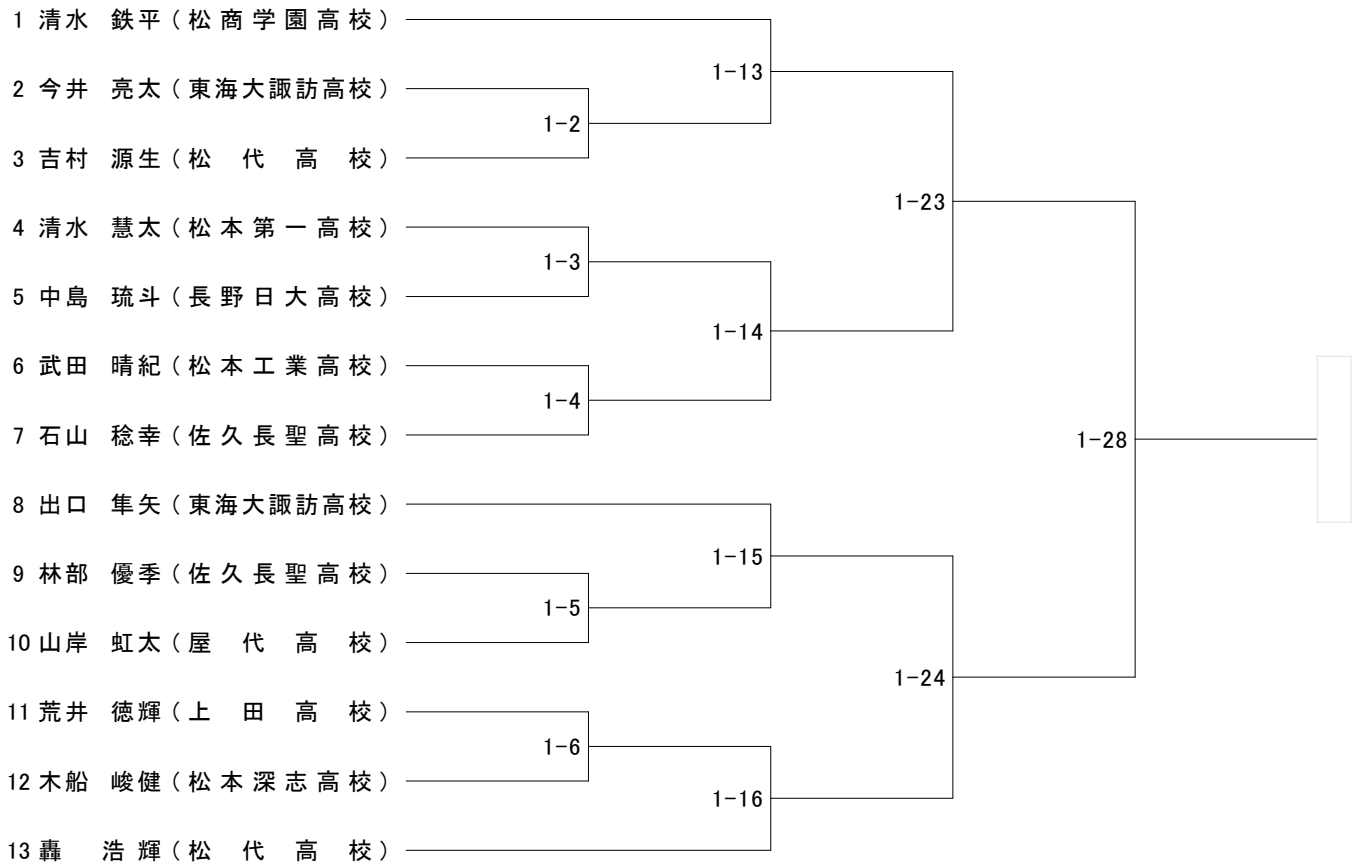 1 清水 鉄平(松商学園高校)
1-13
2 今井 亮太(東海大諏訪高校)
1-2
3 吉村 源生(松代高校)
1-23
4 清水 慧太(松本第一高校)
1-3
5 中島 琉斗(長野日大高校)
1-14
6 武田 晴紀(松本工業高校)
1-4
7 石山 稔幸(佐久長聖高校)
1-28
8 出口 隼矢(東海大諏訪高校)
1-15
9 林部 優季(佐久長聖高校)
1-5
10 山岸 虹太(屋代高校)
1-24
11 荒井 徳輝(上田高校)
1-6
12 木船 峻健(松本深志高校)
1-16
13 轟 浩輝(松代高校)